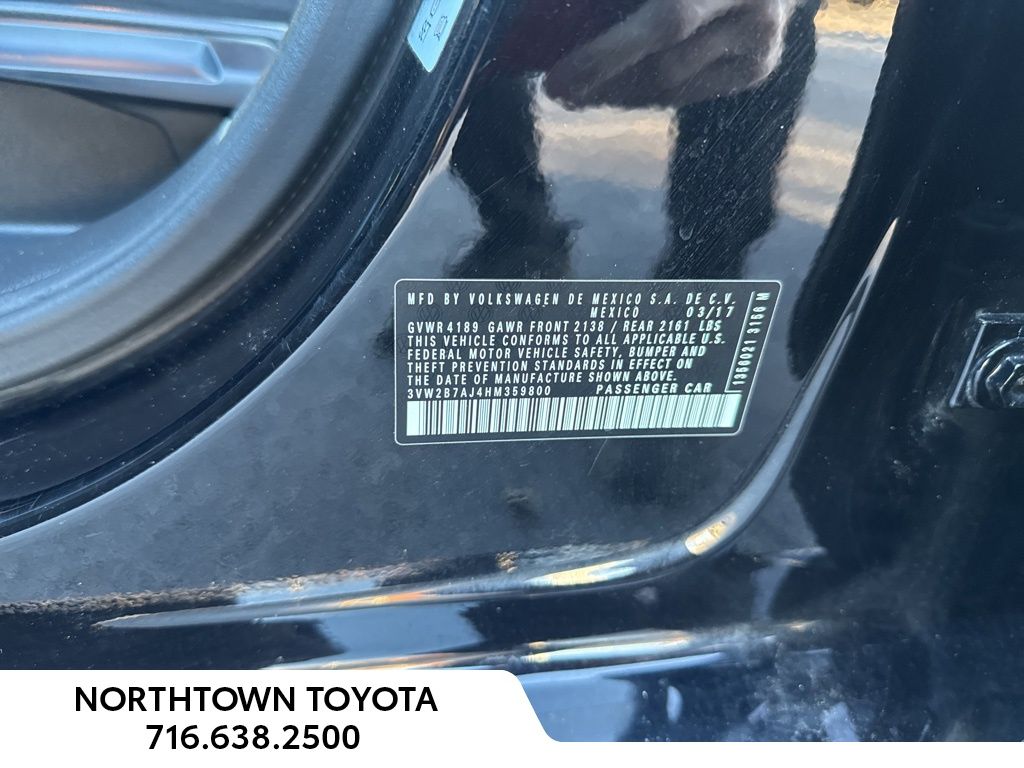 MFD BY VOLKSWAGEN DE MEXICO S.A. DE C.V.
MEXICO 03/17
GVWR 4189 GAWR FRONT 2138 / REAR 2161 LBS
THIS VEHICLE CONFORMS TO ALL APPLICABLE U.S.
FEDERAL MOTOR VEHICLE SAFETY, BUMPER AND
THEFT PREVENTION STANDARDS IN EFFECT ON
THE DATE OF MANUFACTURE SHOWN ABOVE.
3VW2B7AJ4HM359800 PASSENGER CAR
1360021 3166 M
NORTHTOWN TOYOTA
716.638.2500